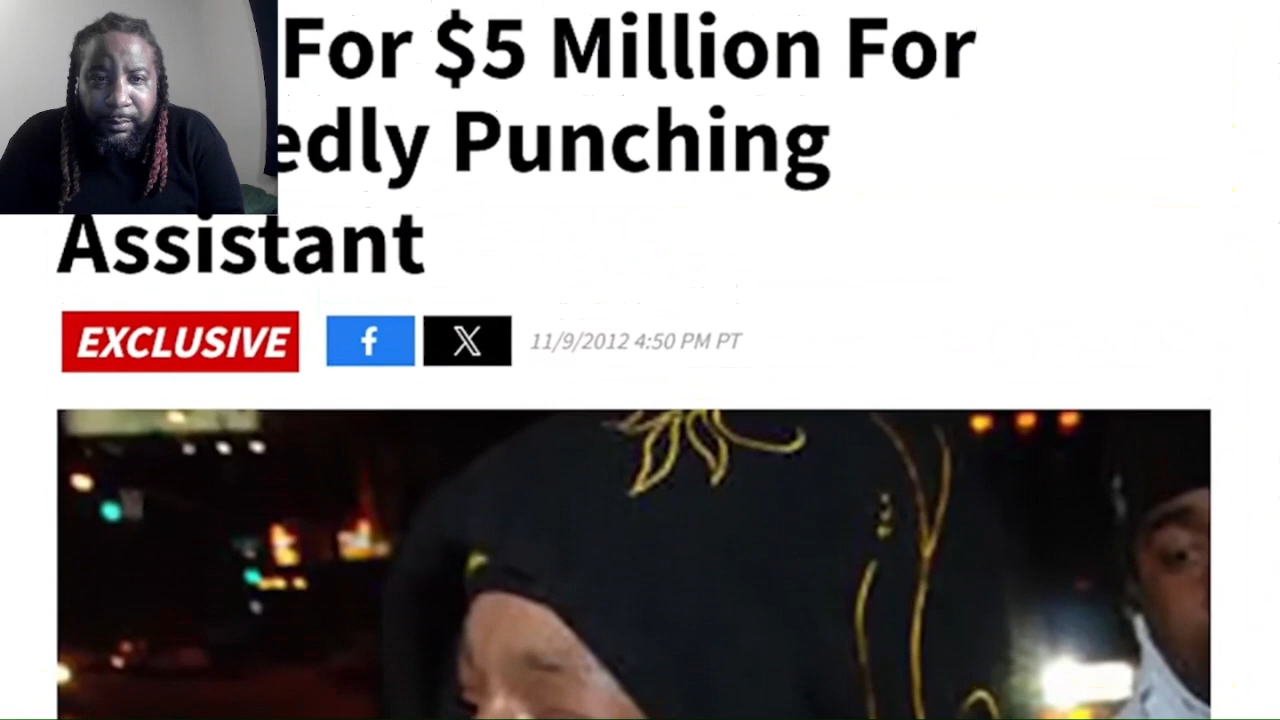 For $5 Million For
edly Punching
Assistant
EXCLUSIVE
11/9/2012 4:50 PM PT